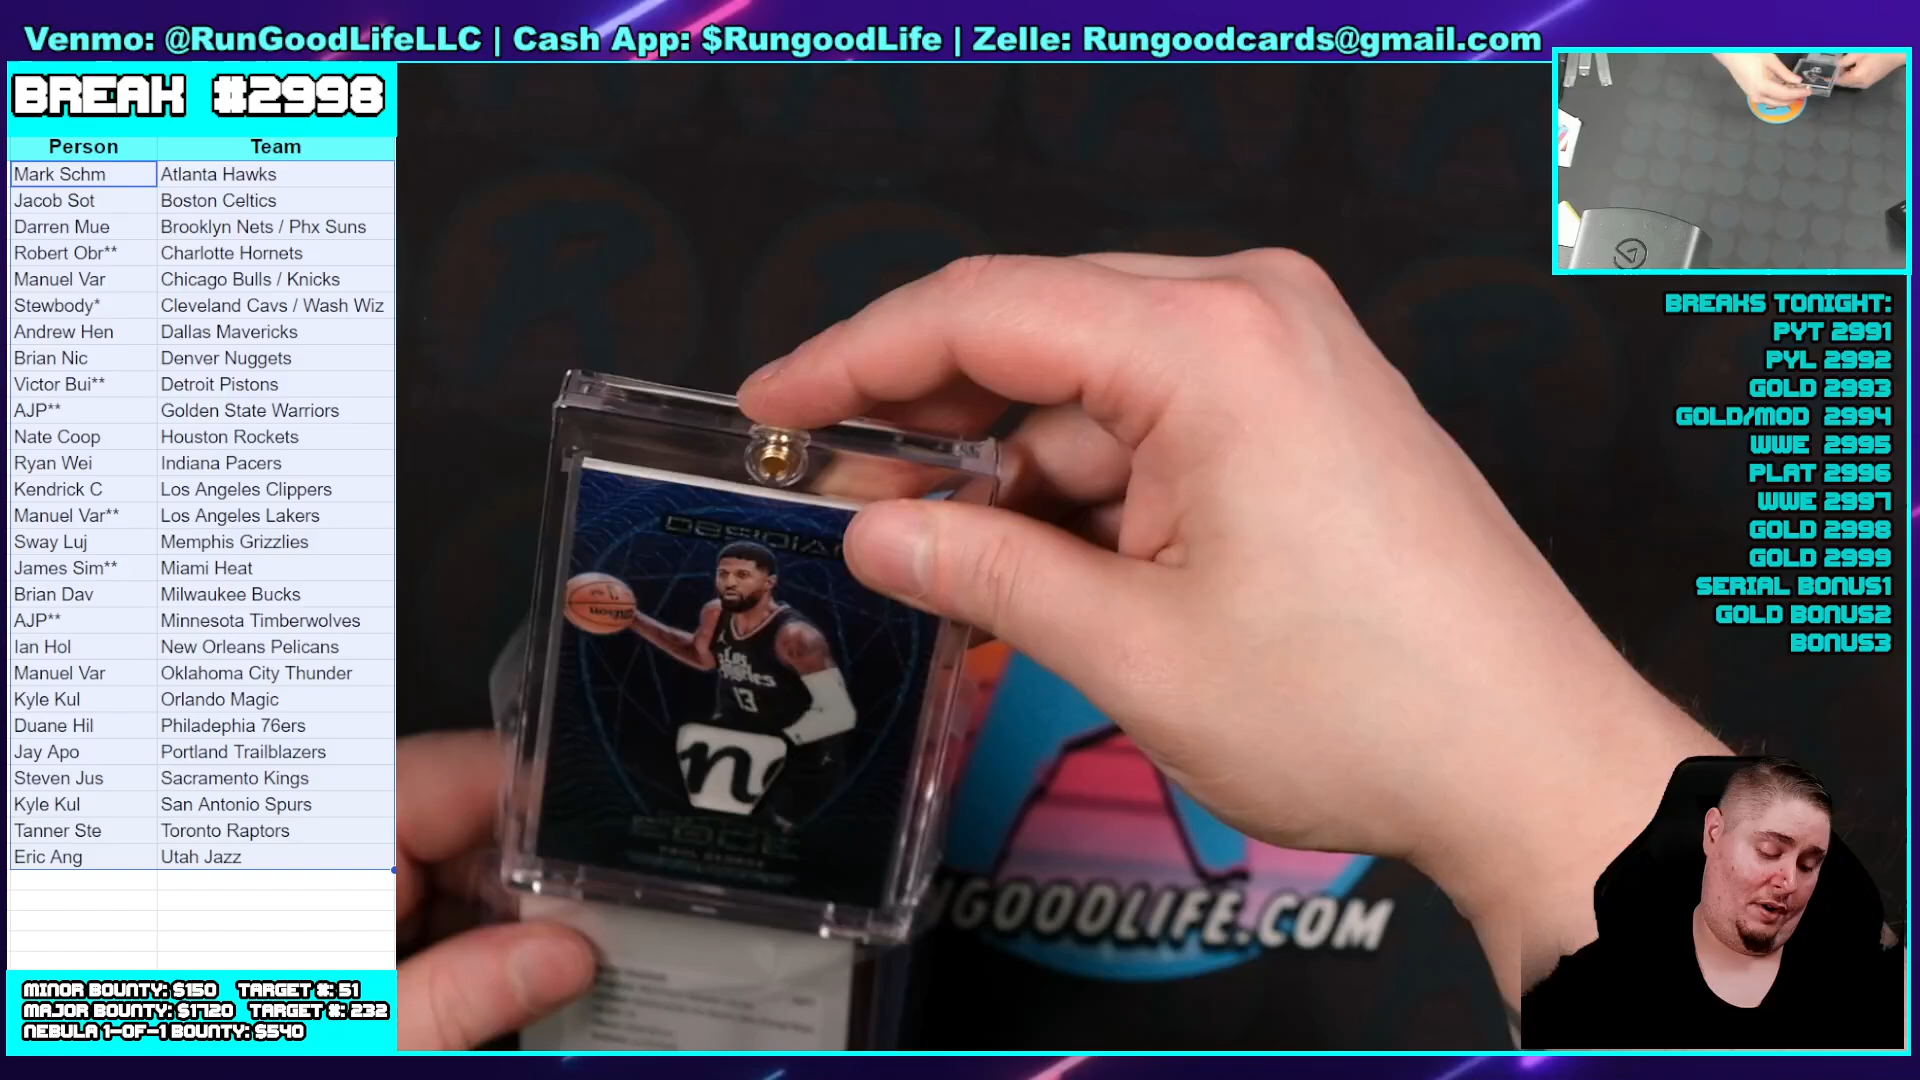 Venmo: @RunGoodLifeLLC | Cash App: $RungoodLife | Zelle: Rungoodcards@gmail.com
BREAK #2998
Person Team
Mark Schm Atlanta Hawks
Jacob Sot Boston Celtics
Darren Mue Brooklyn Nets / Phx Suns
Robert Obr** Charlotte Hornets
Manuel Var Chicago Bulls / Knicks
Stewbody* Cleveland Cavs / Wash Wiz
Andrew Hen Dallas Mavericks
Brian Nic Denver Nuggets
Victor Bui** Detroit Pistons
AJP** Golden State Warriors
Nate Coop Houston Rockets
Ryan Wei Indiana Pacers
Kendrick C Los Angeles Clippers
Manuel Var** Los Angeles Lakers
Sway Luj Memphis Grizzlies
James Sim** Miami Heat
Brian Dav Milwaukee Bucks
AJP** Minnesota Timberwolves
Ian Hol New Orleans Pelicans
Manuel Var Oklahoma City Thunder
Kyle Kul Orlando Magic
Duane Hil Philadephia 76ers
Jay Apo Portland Trailblazers
Steven Jus Sacramento Kings
Kyle Kul San Antonio Spurs
Tanner Ste Toronto Raptors
Eric Ang Utah Jazz
MINOR BOUNTY: $150 TARGET #: 51
MAJOR BOUNTY: $1720 TARGET #: 232
NEBULA 1-OF-1 BOUNTY: $540
OBSIDIA
Los
Angeles
13
n
PAUL GEORGE
GOODLIFE.COM
BREAKS TONIGHT:
PYT 2991
PYL 2992
GOLD 2993
GOLD/MOD 2994
WWE 2995
PLAT 2996
WWE 2997
GOLD 2998
GOLD 2999
SERIAL BONUS1
GOLD BONUS2
BONUS3